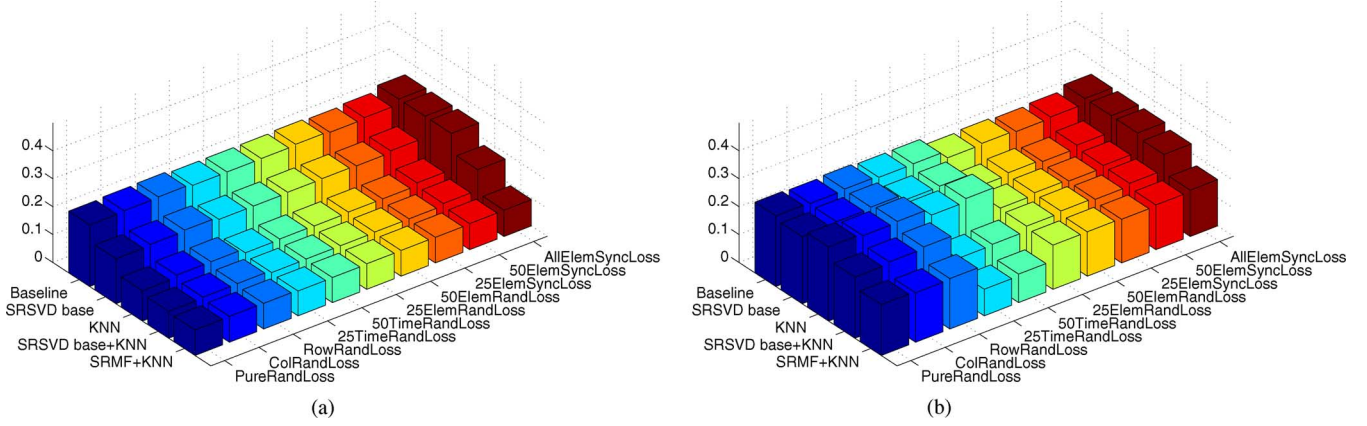 0.4
0.3
0.2
0.1
0
Baseline
SRSVD base
KNN
SRSVD base+KNN
SRMF+KNN
AllElemSyncLoss
50ElemSyncLoss
25ElemSyncLoss
50ElemRandLoss
25ElemRandLoss
50TimeRandLoss
25TimeRandLoss
RowRandLoss
ColRandLoss
PureRandLoss
(a)
0.4
0.3
0.2
0.1
0
Baseline
SRSVD base
KNN
SRSVD base+KNN
SRMF+KNN
AllElemSyncLoss
50ElemSyncLoss
25ElemSyncLoss
50ElemRandLoss
25ElemRandLoss
50TimeRandLoss
25TimeRandLoss
RowRandLoss
ColRandLoss
PureRandLoss
(b)